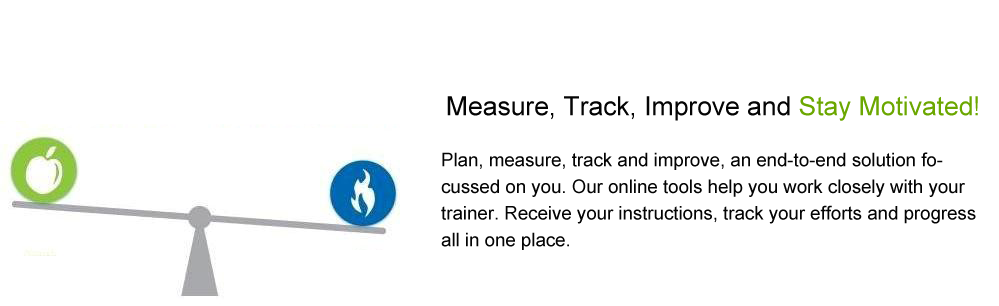 Measure, Track, Improve and Stay Motivated!
Plan, measure, track and improve, an end-to-end solution fo-
cussed on you. Our online tools help you work closely with your
trainer. Receive your instructions, track your efforts and progress
all in one place.